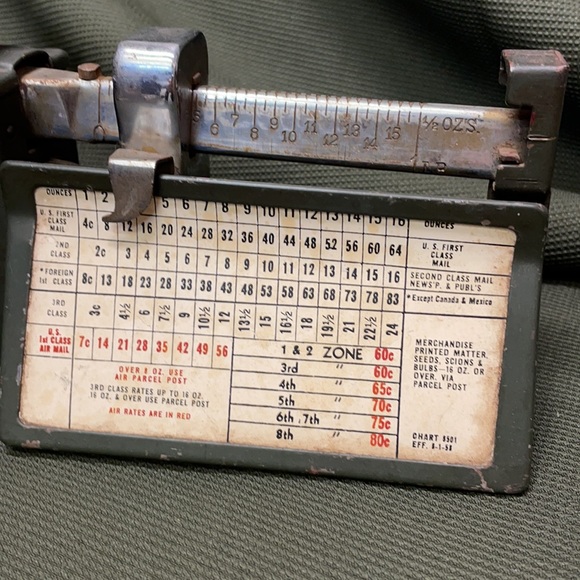 0 5 6 7 8 9 10 11 12 13 14 15 ½ OZS.
LB
OUNCES 1 2 5 6 7 8 9 10 11 12 13 14 15 16 OUNCES
U.S. FIRST CLASS MAIL 4c 8 12 16 20 24 28 32 36 40 44 48 52 56 60 64 U.S. FIRST CLASS MAIL
2ND CLASS 2c 3 4 5 6 7 8 9 10 11 12 13 14 15 16 SECOND CLASS MAIL NEWS'P. & PUBL'S
*FOREIGN 1st CLASS 8c 13 18 23 28 33 38 43 48 53 58 63 68 73 78 83 *Except Canada & Mexico
3RD CLASS 3c 4½ 6 7½ 9 10½ 12 13½ 15 16½ 18 19½ 21 22½ 24
U.S. 1st CLASS AIR MAIL 7c 14 21 28 35 42 49 56
OVER 8 OZ. USE
AIR PARCEL POST
3RD CLASS RATES UP TO 16 OZ.
16 OZ. & OVER USE PARCEL POST
AIR RATES ARE IN RED
1 & 2 ZONE 60c
3rd " 60c
4th " 65c
5th " 70c
6th .7th " 75c
8th " 80c
MERCHANDISE
PRINTED MATTER,
SEEDS, SCIONS &
BULBS-16 OZ. OR
OVER. VIA
PARCEL POST
CHART 8501
EFF. 8-1-58